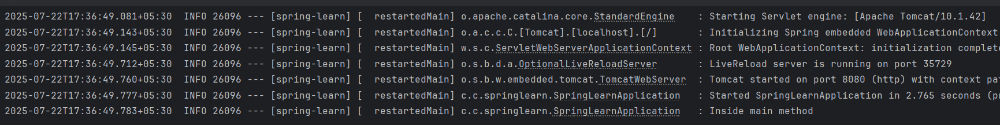 2025-07-22T17:36:49.081+05:30  INFO 26096 --- [spring-learn] [  restartedMain] o.apache.catalina.core.StandardEngine    : Starting Servlet engine: [Apache Tomcat/10.1.42]
2025-07-22T17:36:49.143+05:30  INFO 26096 --- [spring-learn] [  restartedMain] o.a.c.c.C.[Tomcat].[localhost].[/]       : Initializing Spring embedded WebApplicationContext
2025-07-22T17:36:49.145+05:30  INFO 26096 --- [spring-learn] [  restartedMain] w.s.c.ServletWebServerApplicationContext : Root WebApplicationContext: initialization complete
2025-07-22T17:36:49.712+05:30  INFO 26096 --- [spring-learn] [  restartedMain] o.s.b.d.a.OptionalLiveReloadServer       : LiveReload server is running on port 35729
2025-07-22T17:36:49.760+05:30  INFO 26096 --- [spring-learn] [  restartedMain] o.s.b.w.embedded.tomcat.TomcatWebServer  : Tomcat started on port 8080 (http) with context
2025-07-22T17:36:49.777+05:30  INFO 26096 --- [spring-learn] [  restartedMain] c.c.springlearn.SpringLearnApplication   : Started SpringLearnApplication in 2.765 seconds
2025-07-22T17:36:49.783+05:30  INFO 26096 --- [spring-learn] [  restartedMain] c.c.springlearn.SpringLearnApplication   : Inside main method